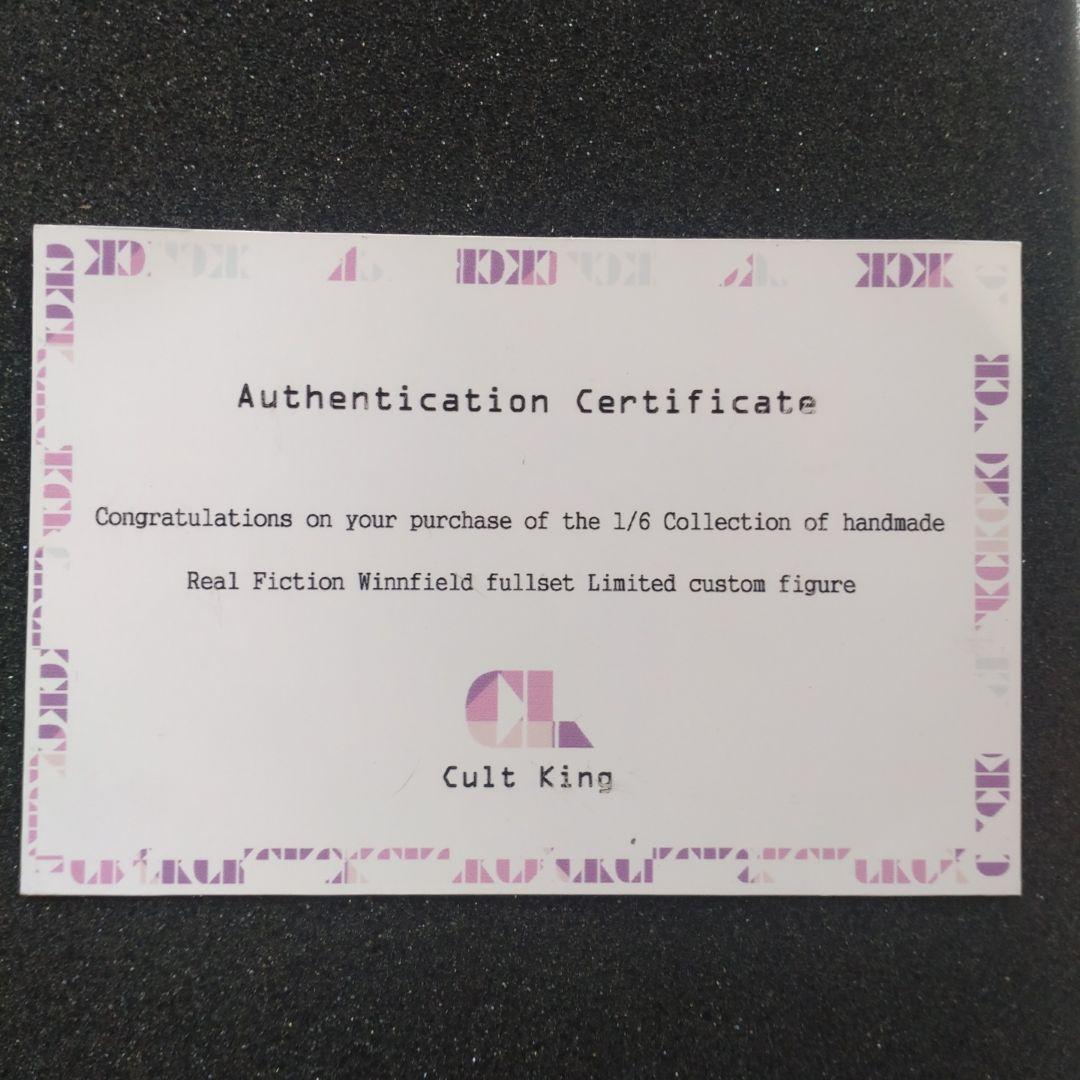 Authentication Certificate
Congratulations on your purchase of the 1/6 Collection of handmade
Real Fiction Winnfield fullset Limited custom figure
Cult King